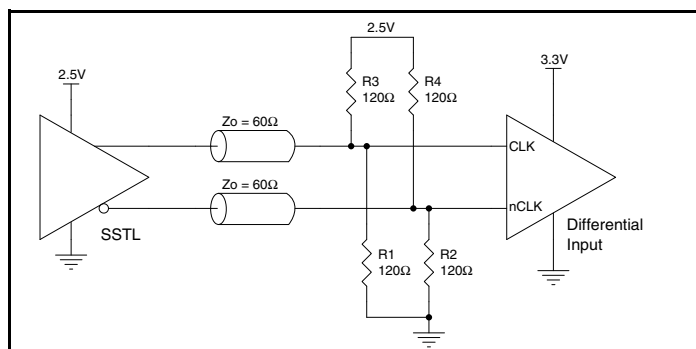 2.5V
2.5V
3.3V
R3
120Ω
R4
120Ω
Zo = 60Ω
CLK
Zo = 60Ω
nCLK
SSTL
Differential
Input
R1
120Ω
R2
120Ω